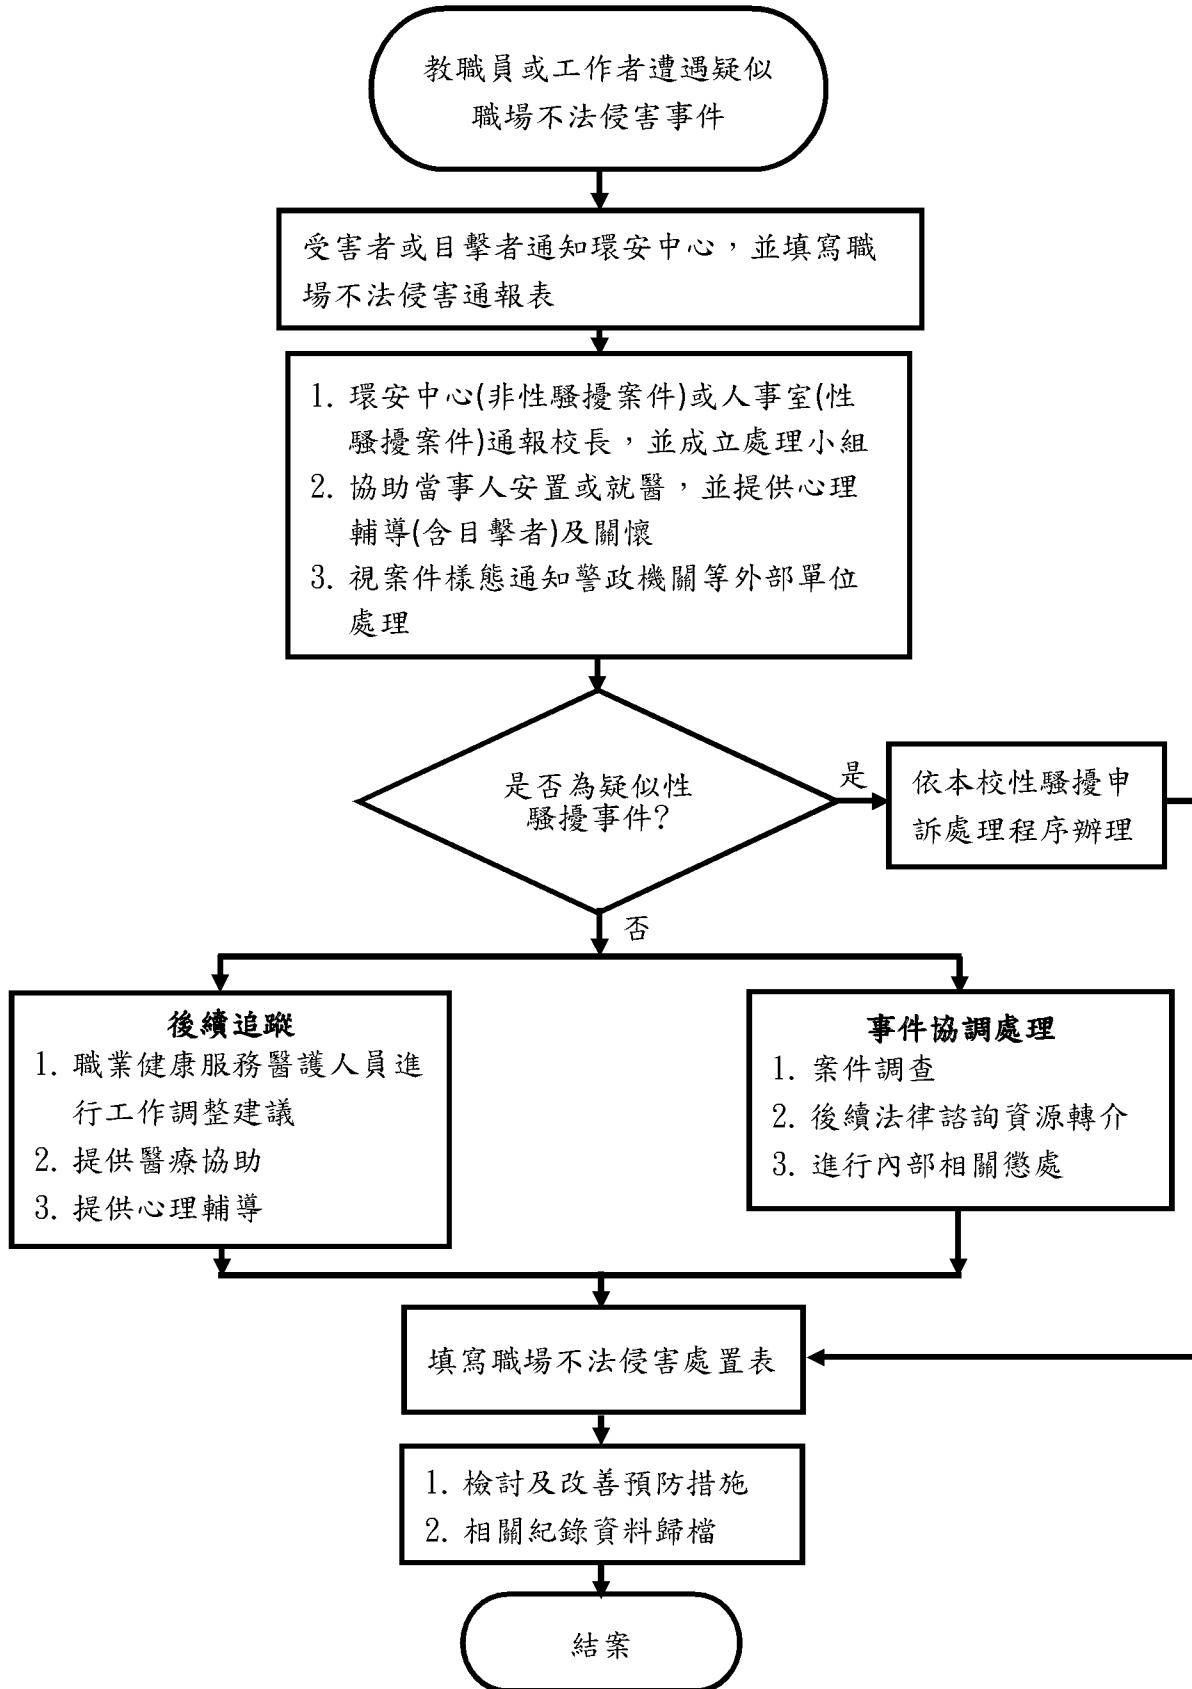 教職員或工作者遭遇疑似
職場不法侵害事件
受害者或目擊者通知環安中心，並填寫職
場不法侵害通報表
1. 環安中心(非性騷擾案件)或人事室(性
騷擾案件)通報校長，並成立處理小組
2. 協助當事人安置或就醫，並提供心理
輔導(含目擊者)及關懷
3. 視案件樣態通知警政機關等外部單位
處理
是否為疑似性
騷擾事件?
是
依本校性騷擾申
訴處理程序辦理
否
後續追蹤
1. 職業健康服務醫護人員進
行工作調整建議
2. 提供醫療協助
3. 提供心理輔導
事件協調處理
1. 案件調查
2. 後續法律諮詢資源轉介
3. 進行內部相關懲處
填寫職場不法侵害處置表
1. 檢討及改善預防措施
2. 相關紀錄資料歸檔
結案